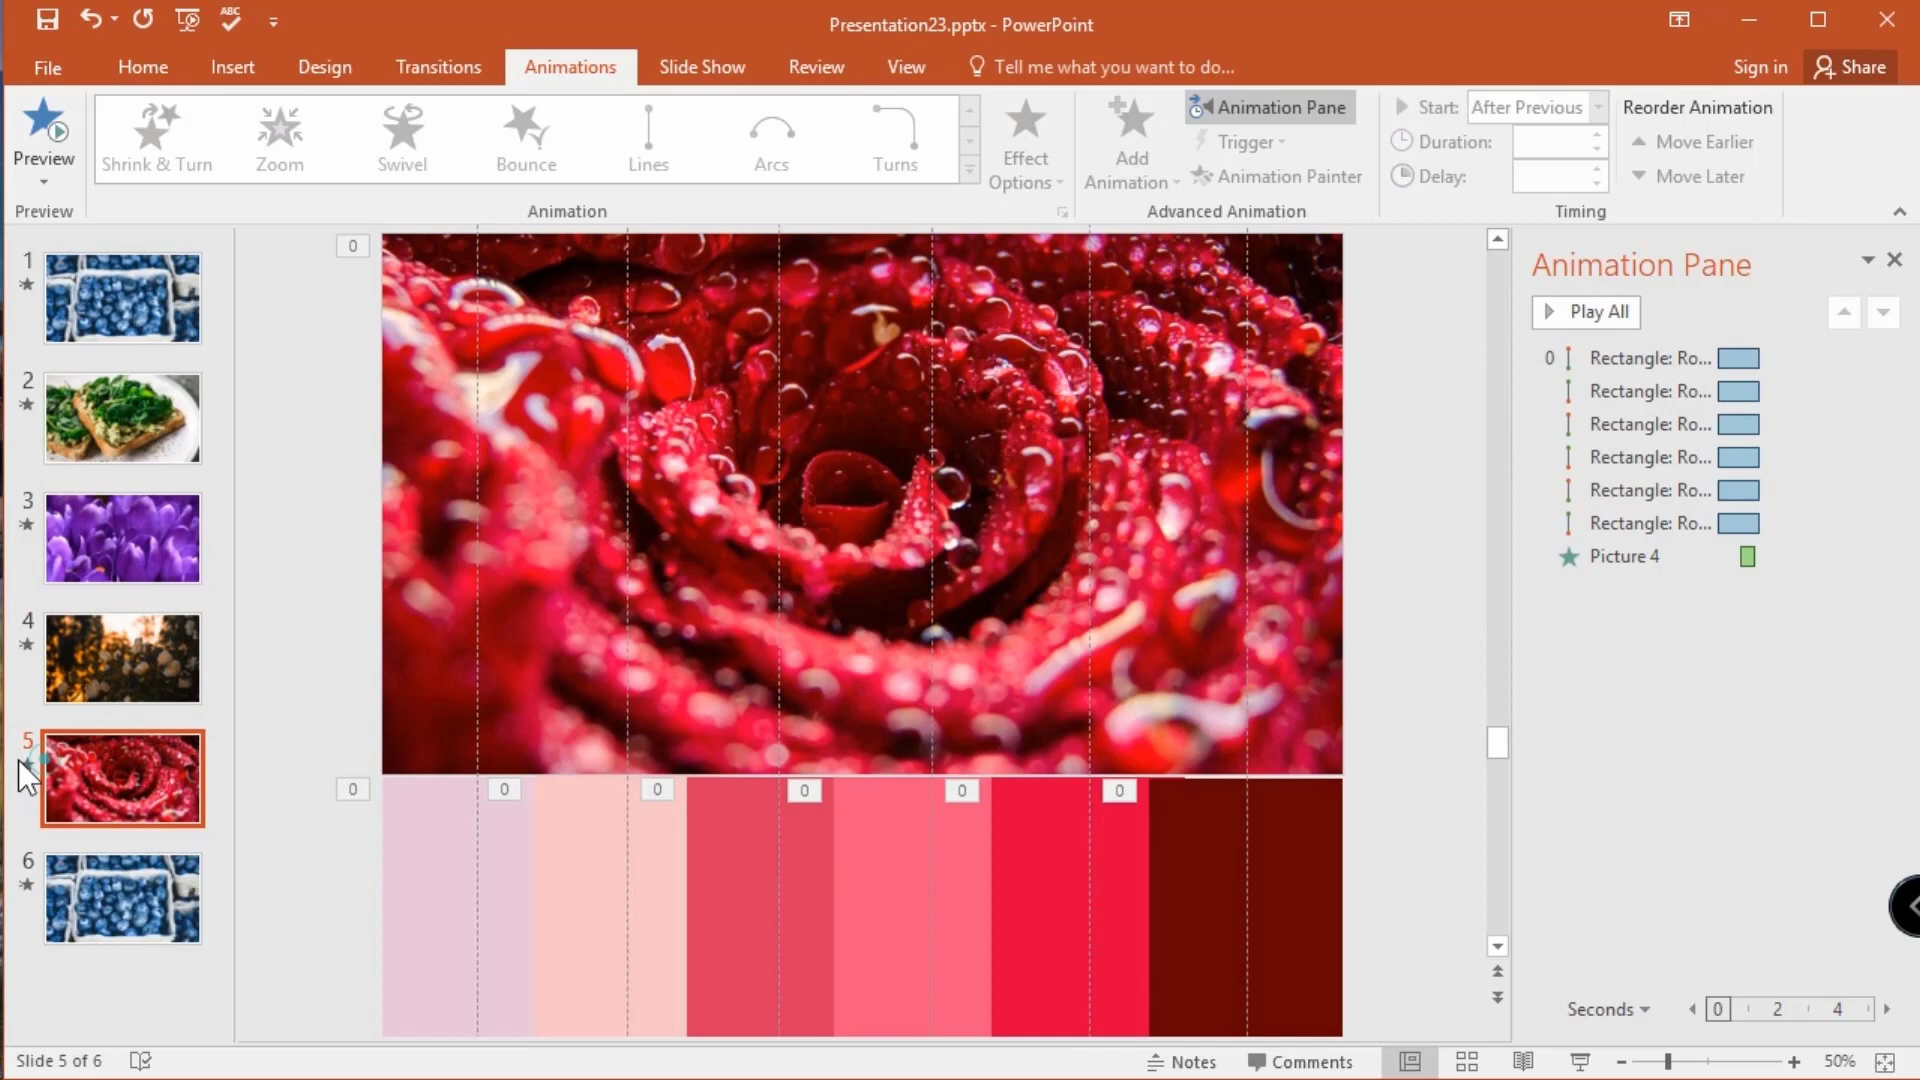 ABC
Presentation23.pptx - PowerPoint
File Home Insert Design Transitions Animations Slide Show Review View Tell me what you want to do... Sign in Share
Preview
Preview
Shrink & Turn Zoom Swivel Bounce Lines Arcs Turns
Animation
Effect
Options
Add
Animation
Animation Pane
Trigger
Animation Painter
Advanced Animation
Start: After Previous
Duration:
Delay:
Timing
Reorder Animation
Move Earlier
Move Later
1
2
3
4
5
6
0
0 0 0 0 0 0
Animation Pane
Play All
0 Rectangle: Ro...
Rectangle: Ro...
Rectangle: Ro...
Rectangle: Ro...
Rectangle: Ro...
Rectangle: Ro...
Picture 4
Seconds 0 2 4
Slide 5 of 6 Notes Comments 50%